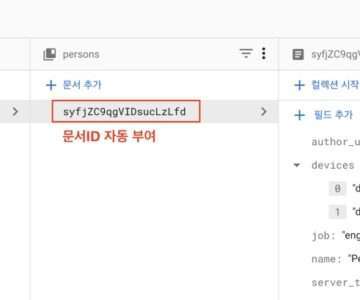 persons
syfjZC9qgV
문서 추가
컬렉션 시작
syfjZC9qgVIDsucLzLfd
필드 추가
문서ID 자동 부여
author_u
devices
0 "d
1 "d
job: "eng
name: "Pe
server_t